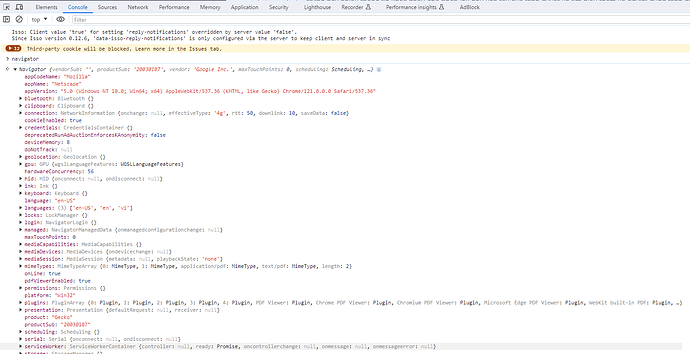 Elements Console Sources Network Performance Memory Application Security Lighthouse Recorder Performance insights AdBlock
top Filter
Isso: Client value 'true' for setting 'reply-notifications' overridden by server value 'false'.
Since Isso version 0.12.6, 'data-isso-reply-notifications' is only configured via the server to keep client and server in sync
12 Third-party cookie will be blocked. Learn more in the Issues tab.
navigator
Navigator {vendorSub: '', productSub: '20030107', vendor: 'Google Inc.', maxTouchPoints: 0, scheduling: Scheduling, …}
appCodeName: "Mozilla"
appName: "Netscape"
appVersion: "5.0 (Windows NT 10.0; Win64; x64) AppleWebKit/537.36 (KHTML, like Gecko) Chrome/121.0.0.0 Safari/537.36"
bluetooth: Bluetooth {}
clipboard: Clipboard {}
connection: NetworkInformation {onchange: null, effectiveType: '4g', rtt: 50, downlink: 10, saveData: false}
cookieEnabled: true
credentials: CredentialsContainer {}
deprecatedRunAdAuctionEnforcesKAnonymity: false
deviceMemory: 8
doNotTrack: null
geolocation: Geolocation {}
gpu: GPU {wgslLanguageFeatures: WGSLLanguageFeatures}
hardwareConcurrency: 56
hid: HID {onconnect: null, ondisconnect: null}
ink: Ink {}
keyboard: Keyboard {}
language: "en-US"
languages: (3) ['en-US', 'en', 'vi']
locks: LockManager {}
login: NavigatorLogin {}
managed: NavigatorManagedData {onmanagedconfigurationchange: null}
maxTouchPoints: 0
mediaCapabilities: MediaCapabilities {}
mediaDevices: MediaDevices {ondevicechange: null}
mediaSession: MediaSession {metadata: null, playbackState: 'none'}
mimeTypes: MimeTypeArray {0: MimeType, 1: MimeType, application/pdf: MimeType, text/pdf: MimeType, length: 2}
onLine: true
pdfViewerEnabled: true
permissions: Permissions {}
platform: "Win32"
plugins: PluginArray {0: Plugin, 1: Plugin, 2: Plugin, 3: Plugin, 4: Plugin, PDF Viewer: Plugin, Chrome PDF Viewer: Plugin, Chromium PDF Viewer: Plugin, Microsoft Edge PDF Viewer: Plugin, WebKit built-in PDF: Plugin, …}
presentation: Presentation {defaultRequest: null, receiver: null}
product: "Gecko"
productSub: "20030107"
scheduling: Scheduling {}
serial: Serial {onconnect: null, ondisconnect: null}
serviceWorker: ServiceWorkerContainer {controller: null, ready: Promise, oncontrollerchange: null, onmessage: null, onmessageerror: null}
storage: StorageManager {}